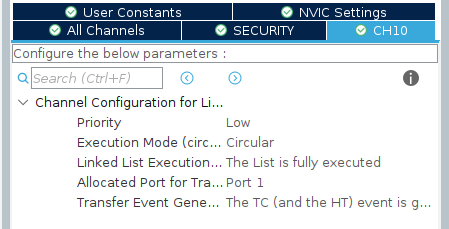 User Constants NVIC Settings
All Channels SECURITY CH10
Configure the below parameters :
Search (Ctrl+F)
Channel Configuration for Li...
Priority Low
Execution Mode (circ... Circular
Linked List Execution... The List is fully executed
Allocated Port for Tra... Port 1
Transfer Event Gene... The TC (and the HT) event is g...